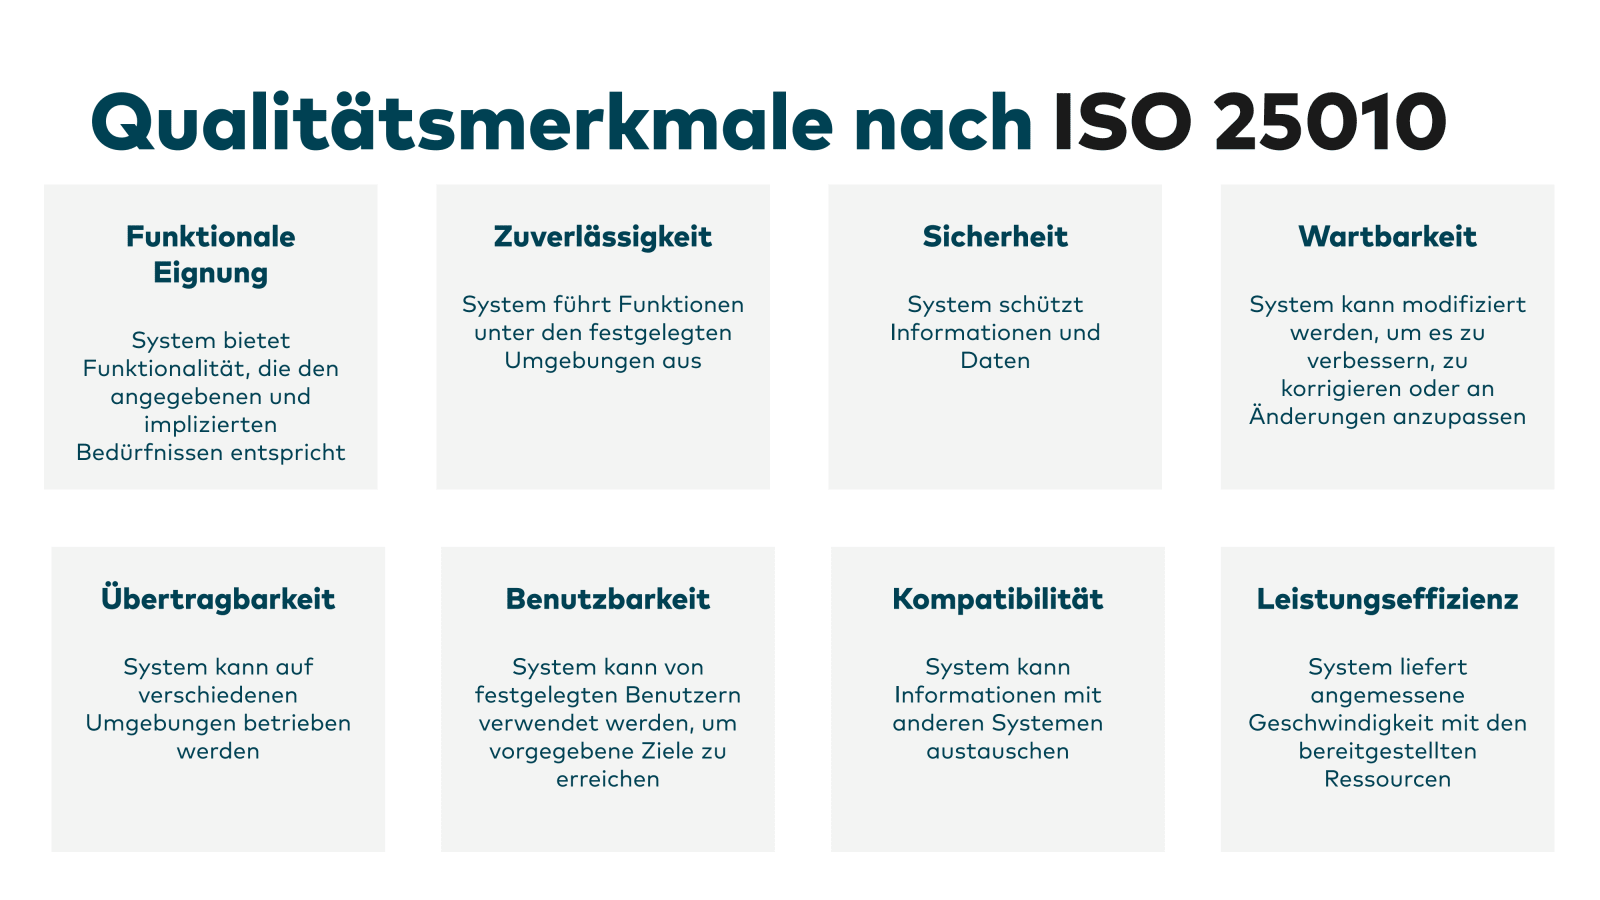 Qualitätsmerkmale nach ISO 25010
Funktionale
Eignung
System bietet
Funktionalität, die den
angegebenen und
implizierten
Bedürfnissen entspricht
Zuverlässigkeit
System führt Funktionen
unter den festgelegten
Umgebungen aus
Sicherheit
System schützt
Informationen und
Daten
Wartbarkeit
System kann modifiziert
werden, um es zu
verbessern, zu
korrigieren oder an
Änderungen anzupassen
Übertragbarkeit
System kann auf
verschiedenen
Umgebungen betrieben
werden
Benutzbarkeit
System kann von
festgelegten Benutzern
verwendet werden, um
vorgegebene Ziele zu
erreichen
Kompatibilität
System kann
Informationen mit
anderen Systemen
austauschen
Leistungseffizienz
System liefert
angemessene
Geschwindigkeit mit den
bereitgestellten
Ressourcen